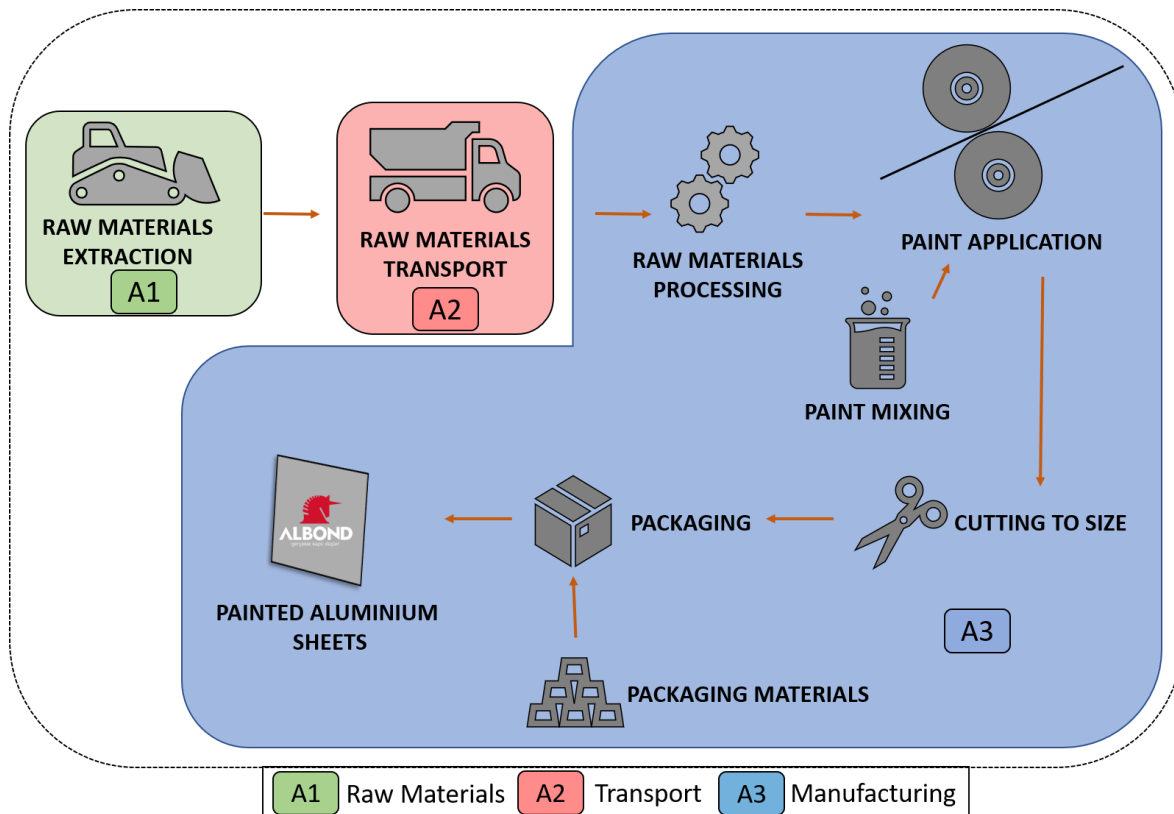 RAW MATERIALS
EXTRACTION
A1
RAW MATERIALS
TRANSPORT
A2
RAW MATERIALS
PROCESSING
PAINT APPLICATION
PAINT MIXING
CUTTING TO SIZE
PACKAGING
ALBOND
PAINTED ALUMINIUM
SHEETS
PACKAGING MATERIALS
A3
A1 Raw Materials A2 Transport A3 Manufacturing